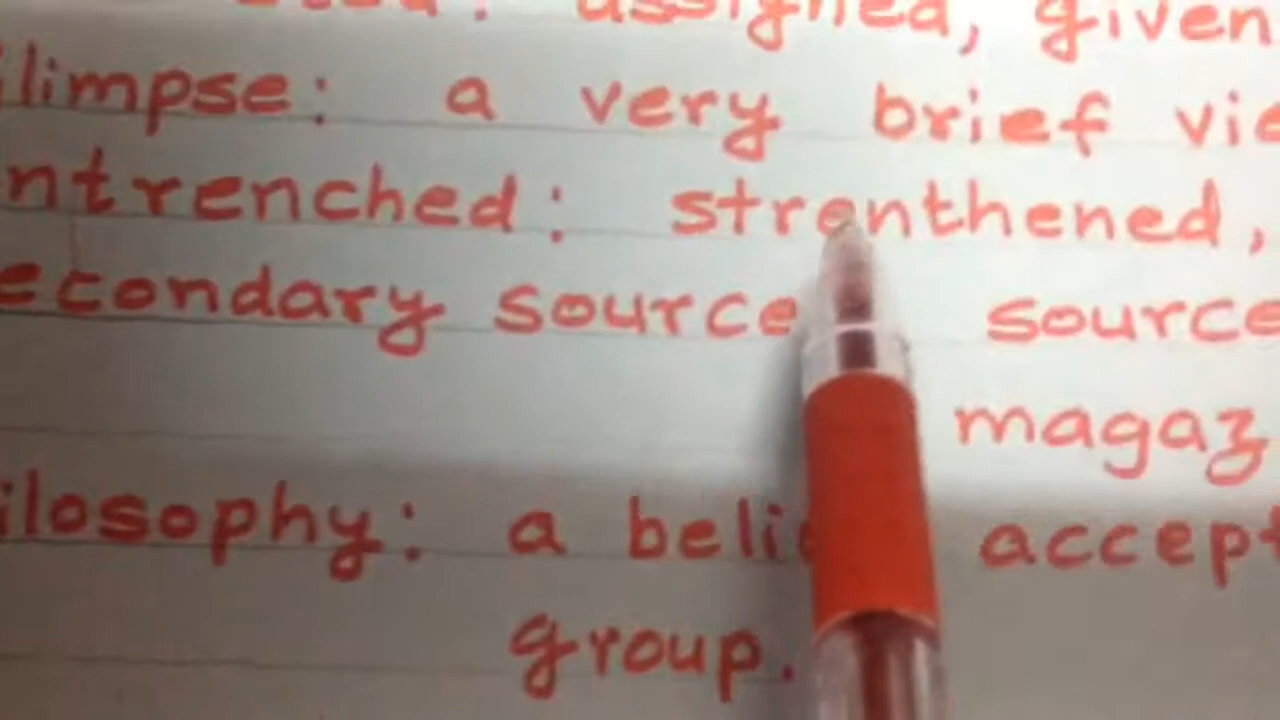 assigned, given
limpse: a very brief vie
ntrenched: strenthened,
econdary source source
magaz
ilosophy: a beli accept
group.